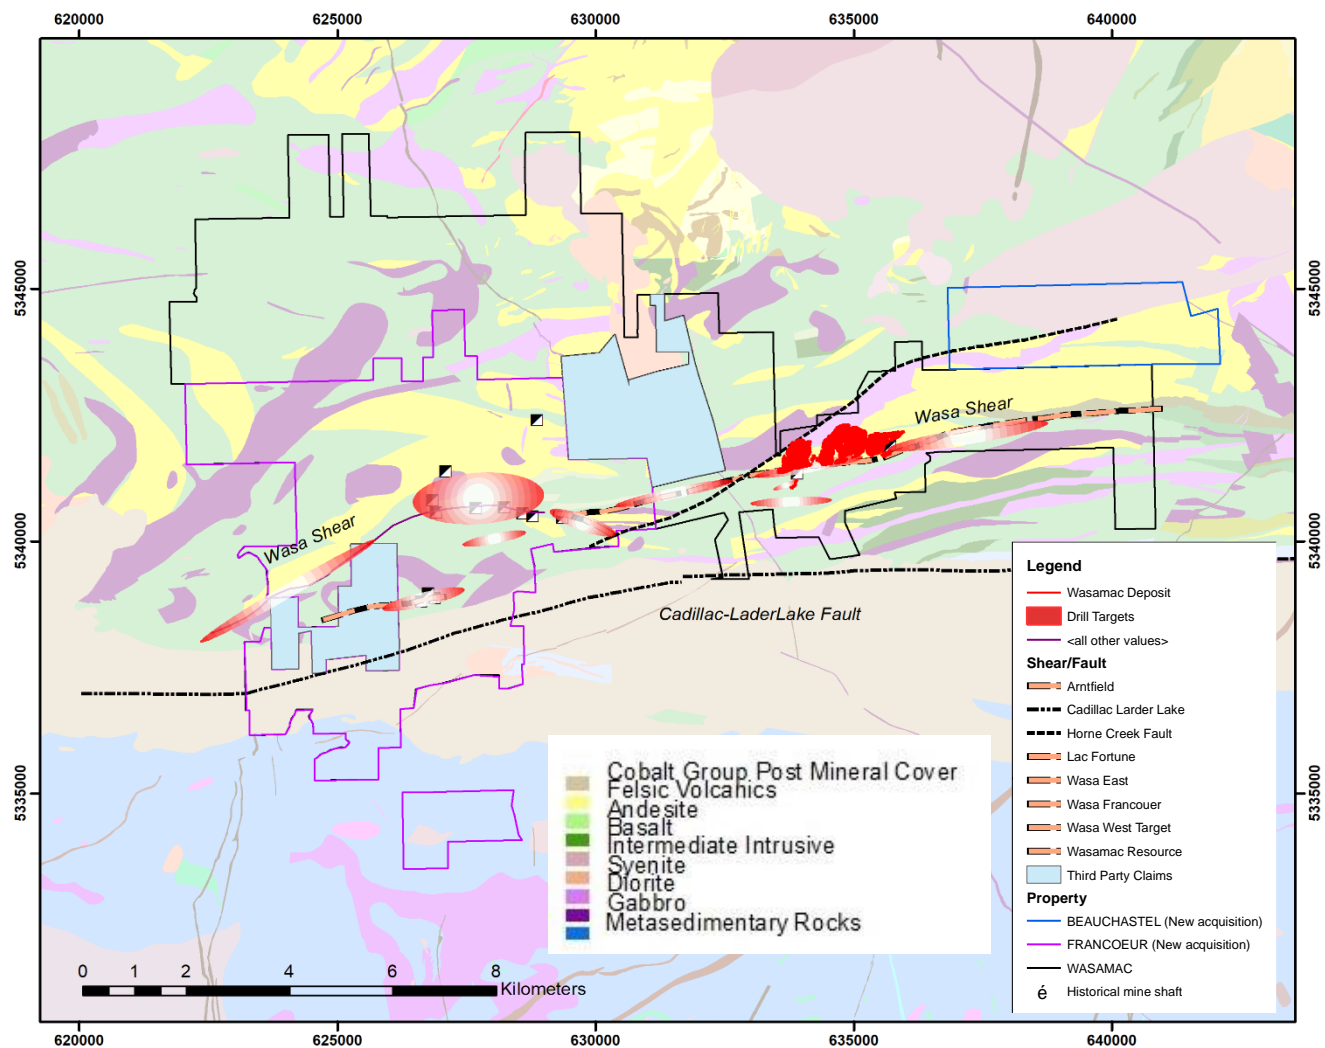 620000
625000
630000
635000
640000
5345000
5345000
Wasa Shear
Wasa Shear
5340000
5340000
Cadillac-LaderLake Fault
Legend
Wasamac Deposit
Drill Targets
<all other values>
Shear/Fault
Arntfield
Cadillac Larder Lake
Horne Creek Fault
Lac Fortune
Wasa East
Wasa Francouer
Wasa West Target
Wasamac Resource
Third Party Claims
Property
BEAUCHASTEL (New acquisition)
FRANCOEUR (New acquisition)
WASAMAC
é Historical mine shaft
5335000
5335000
Cobalt Group Post Mineral Cover
Felsic Volcahics
Andesite
Basalt
Intermediate Intrusive
Syenite
Diorite
Gabbro
Metasedimentary Rocks
0 1 2 4 6 8
Kilometers
620000
625000
630000
635000
640000